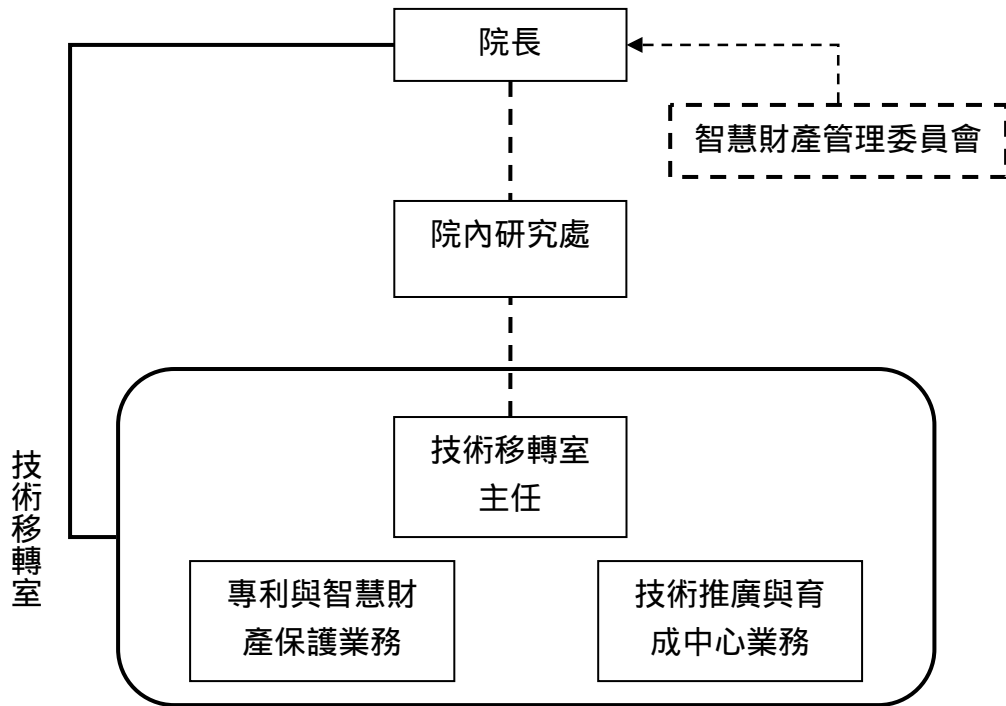 院長
智慧財產管理委員會
院內研究處
技術移轉室
技術移轉室
主任
專利與智慧財
產保護業務
技術推廣與育
成中心業務